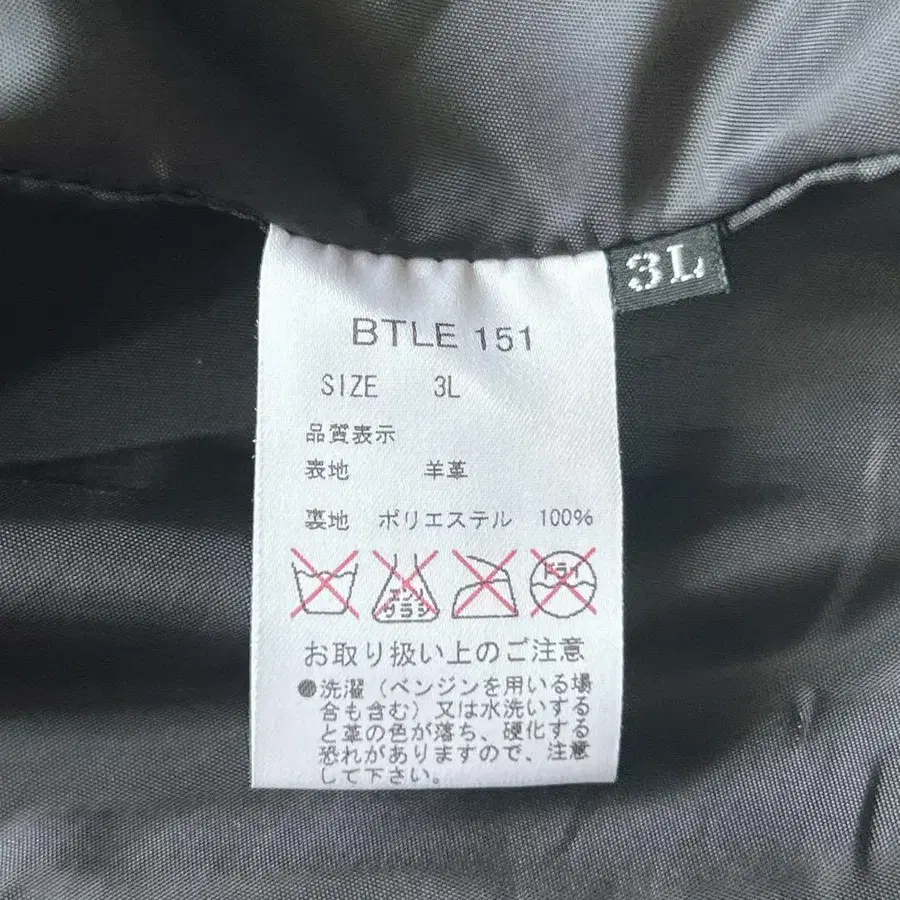 3L
BTLE 151
SIZE 3L
品質表示
表地 羊革
裏地 ポリエステル 100%
エンソ
サラシ
ドライ
お取り扱い上のご注意
●洗濯（ベンジンを用いる場
合も含む）又は水洗いする
と革の色が落ち、硬化する
恐れがありますので、注意
して下さい。